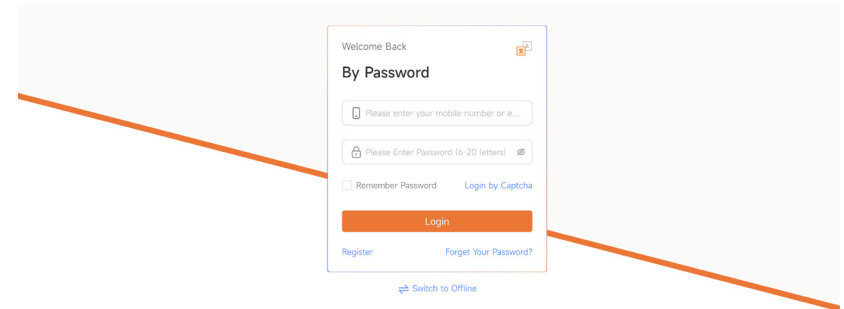 Welcome Back
By Password
Please enter your mobile number or e...
Please Enter Password (6-20 letters)
Remember Password Login by Captcha
Login
Register Forget Your Password?
Switch to Offline